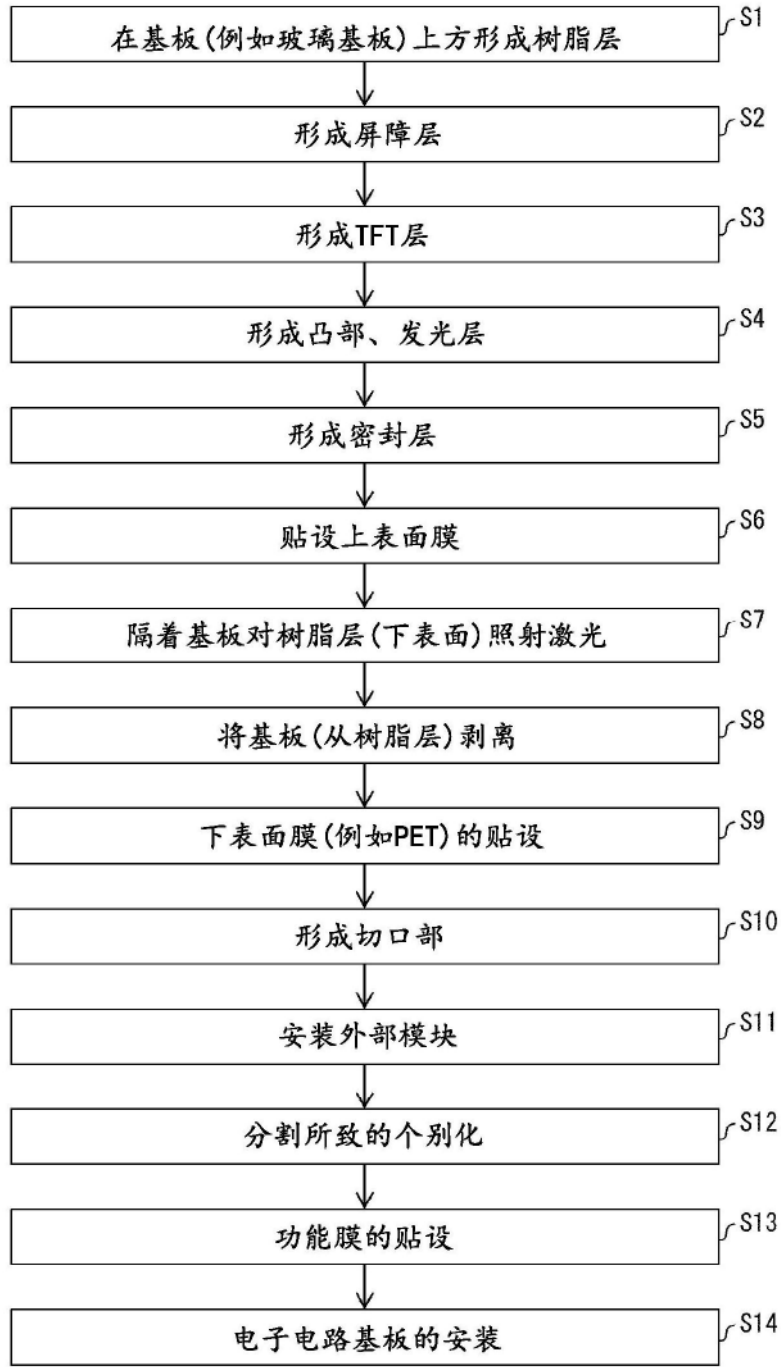 在基板(例如玻璃基板)上方形成树脂层 S1
形成屏障层 S2
形成TFT层 S3
形成凸部、发光层 S4
形成密封层 S5
贴设上表面膜 S6
隔着基板对树脂层(下表面)照射激光 S7
将基板(从树脂层)剥离 S8
下表面膜(例如PET)的贴设 S9
形成切口部 S10
安装外部模块 S11
分割所致的个别化 S12
功能膜的贴设 S13
电子电路基板的安装 S14